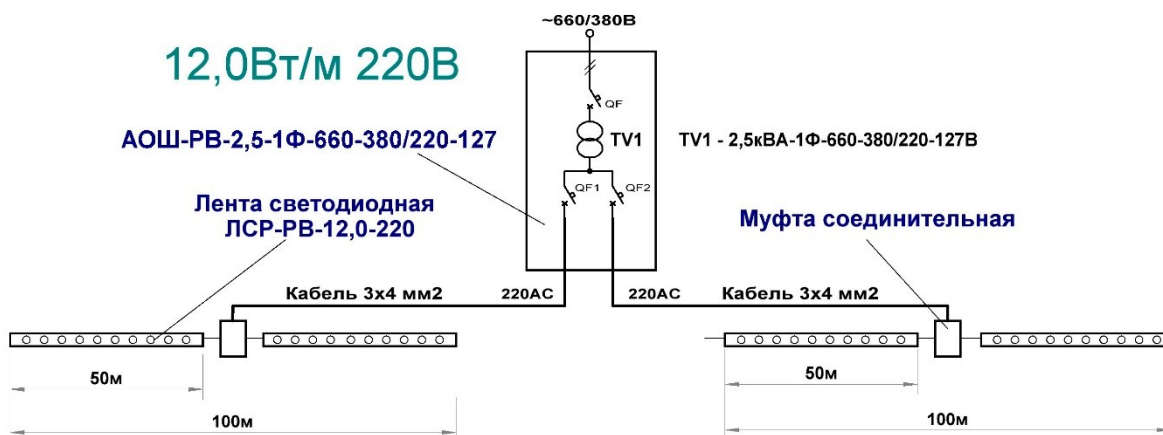 ~660/380В
12,0Вт/м 220В
QF
АОШ-РВ-2,5-1Ф-660-380/220-127
TV1
TV1 - 2,5кВА-1Ф-660-380/220-127В
QF1
QF2
Лента светодиодная
ЛСР-РВ-12,0-220
Муфта соединительная
Кабель 3х4 мм2
220АС
220АС
Кабель 3х4 мм2
50м
50м
100м
100м